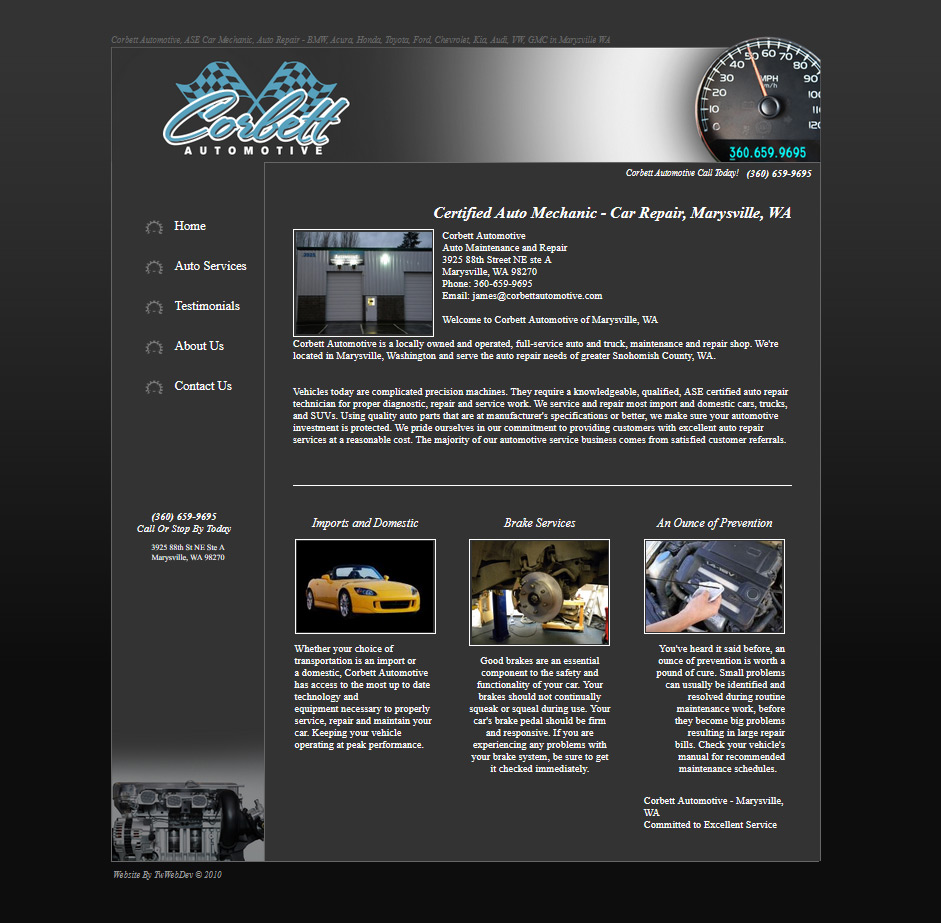 Corbett Automotive, ASE Car Mechanic, Auto Repair - BMW, Acura, Honda, Toyota, Ford, Chevrolet, Kia, Audi, VW, GMC in Marysville WA
Corbett
AUTOMOTIVE
0 10 20 30 40 50 60 70 80 90
MPH
km/h
360.659.9695
Corbett Automotive Call Today! (360) 659-9695
Home
Auto Services
Testimonials
About Us
Contact Us
(360) 659-9695
Call Or Stop By Today
3925 88th St NE Ste A
Marysville, WA 98270
Certified Auto Mechanic - Car Repair, Marysville, WA
Corbett Automotive
Auto Maintenance and Repair
3925 88th Street NE ste A
Marysville, WA 98270
Phone: 360-659-9695
Email: james@corbettautomotive.com
Welcome to Corbett Automotive of Marysville, WA
Corbett Automotive is a locally owned and operated, full-service auto and truck, maintenance and repair shop. We're
located in Marysville, Washington and serve the auto repair needs of greater Snohomish County, WA.
Vehicles today are complicated precision machines. They require a knowledgeable, qualified, ASE certified auto repair
technician for proper diagnostic, repair and service work. We service and repair most import and domestic cars, trucks,
and SUVs. Using quality auto parts that are at manufacturer's specifications or better, we make sure your automotive
investment is protected. We pride ourselves in our commitment to providing customers with excellent auto repair
services at a reasonable cost. The majority of our automotive service business comes from satisfied customer referrals.
Imports and Domestic
Whether your choice of
transportation is an import or
a domestic, Corbett Automotive
has access to the most up to date
technology and
equipment necessary to properly
service, repair and maintain your
car. Keeping your vehicle
operating at peak performance.
Brake Services
Good brakes are an essential
component to the safety and
functionality of your car. Your
brakes should not continually
squeak or squeal during use. Your
car's brake pedal should be firm
and responsive. If you are
experiencing any problems with
your brake system, be sure to get
it checked immediately.
An Ounce of Prevention
You've heard it said before, an
ounce of prevention is worth a
pound of cure. Small problems
can usually be identified and
resolved during routine
maintenance work, before
they become big problems
resulting in large repair
bills. Check your vehicle's
manual for recommended
maintenance schedules.
Corbett Automotive - Marysville,
WA
Committed to Excellent Service
Website By TwWebDev © 2010